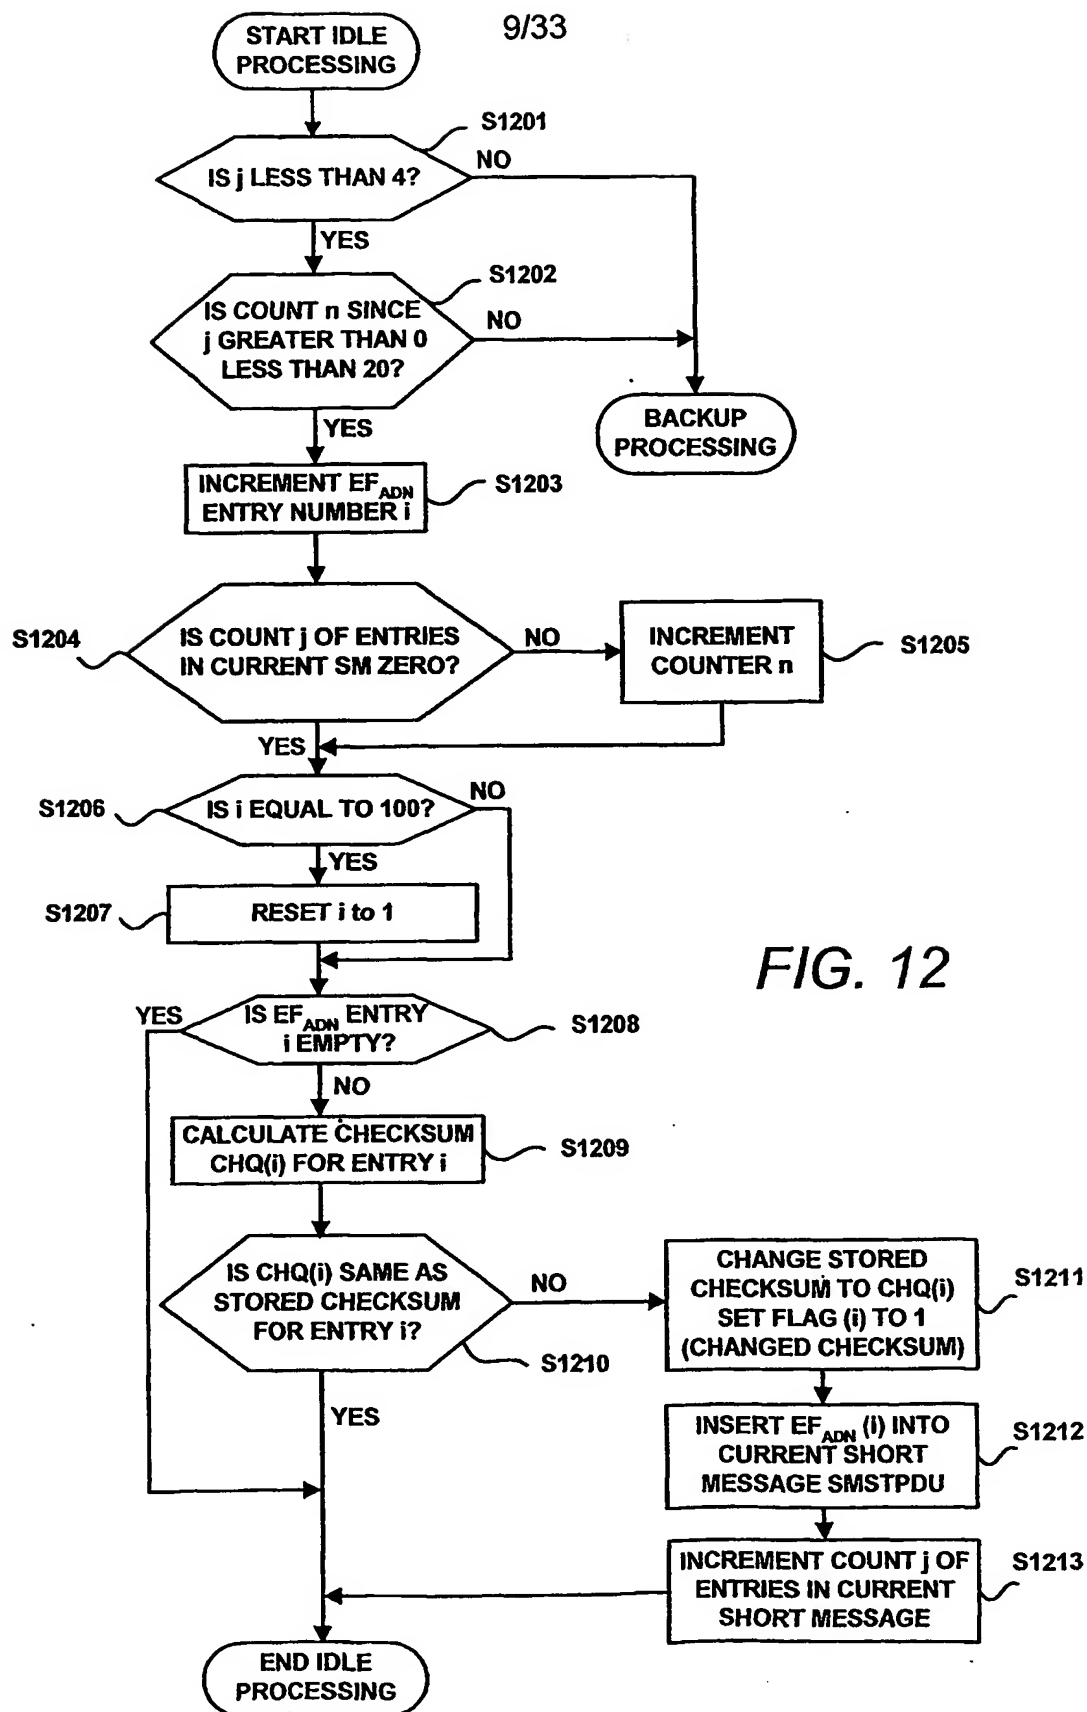 9/33
START IDLE
PROCESSING
S1201
IS j LESS THAN 4?
NO
YES
S1202
IS COUNT n SINCE
j GREATER THAN 0
LESS THAN 20?
NO
YES
BACKUP
PROCESSING
INCREMENT EF_ADN
ENTRY NUMBER i
S1203
S1204
IS COUNT j OF ENTRIES
IN CURRENT SM ZERO?
NO
INCREMENT
COUNTER n
S1205
YES
S1206
IS i EQUAL TO 100?
NO
YES
S1207
RESET i to 1
FIG. 12
YES
IS EF_ADN ENTRY
i EMPTY?
S1208
NO
CALCULATE CHECKSUM
CHQ(i) FOR ENTRY i
S1209
IS CHQ(i) SAME AS
STORED CHECKSUM
FOR ENTRY i?
NO
S1210
YES
CHANGE STORED
CHECKSUM TO CHQ(i)
SET FLAG (i) TO 1
(CHANGED CHECKSUM)
S1211
INSERT EF_ADN (i) INTO
CURRENT SHORT
MESSAGE SMSTPDU
S1212
INCREMENT COUNT j OF
ENTRIES IN CURRENT
SHORT MESSAGE
S1213
END IDLE
PROCESSING